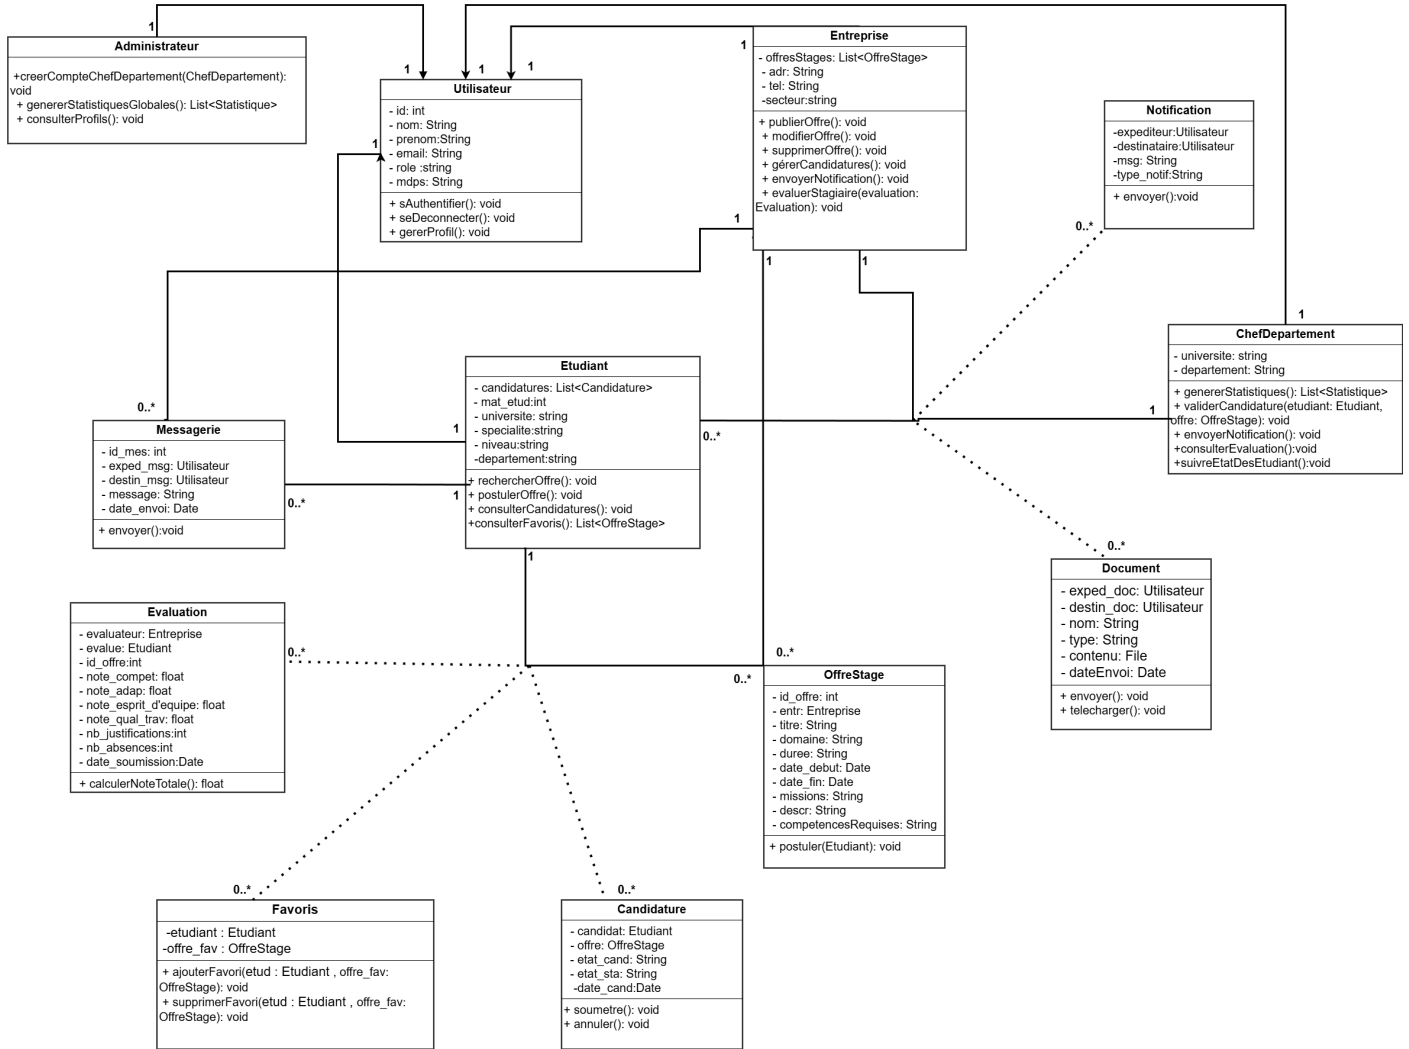 1
Administrateur
+creerCompteChefDepartement(ChefDepartement):
void
+ genererStatistiquesGlobales(): List<Statistique>
+ consulterProfils(): void
1
1
1
Utilisateur
- id: int
- nom: String
- prenom:String
- email: String
- role :string
- mdps: String
+ sAuthentifier(): void
+ seDeconnecter(): void
+ gererProfil(): void
1
1
Entreprise
- offresStages: List<OffreStage>
- adr: String
- tel: String
-secteur:string
+ publierOffre(): void
+ modifierOffre(): void
+ supprimerOffre(): void
+ gérerCandidatures(): void
+ envoyerNotification(): void
+ evaluerStagiaire(evaluation:
Evaluation): void
1
1
1
Notification
-expediteur:Utilisateur
-destinataire:Utilisateur
-msg: String
-type_notif:String
+ envoyer():void
0..*
1
ChefDepartement
- universite: string
- departement: String
+ genererStatistiques(): List<Statistique>
+ validerCandidature(etudiant: Etudiant,
offre: OffreStage): void
+ envoyerNotification(): void
+consulterEvaluation():void
+suivreEtatDesEtudiant():void
1
Etudiant
- candidatures: List<Candidature>
- mat_etud:int
- universite: string
- specialite:string
- niveau:string
-departement:string
+ rechercherOffre(): void
+ postulerOffre(): void
+ consulterCandidatures(): void
+consulterFavoris(): List<OffreStage>
0..*
1
1
1
0..*
Messagerie
- id_mes: int
- exped_msg: Utilisateur
- destin_msg: Utilisateur
- message: String
- date_envoi: Date
+ envoyer():void
0..*
0..*
Document
- exped_doc: Utilisateur
- destin_doc: Utilisateur
- nom: String
- type: String
- contenu: File
- dateEnvoi: Date
+ envoyer(): void
+ telecharger(): void
Evaluation
- evaluateur: Entreprise
- evalue: Etudiant
- id_offre:int
- note_compet: float
- note_adap: float
- note_esprit_d'equipe: float
- note_qual_trav: float
- nb_justifications:int
- nb_absences:int
- date_soumission:Date
+ calculerNoteTotale(): float
0..*
0..*
0..*
OffreStage
- id_offre: int
- entr: Entreprise
- titre: String
- domaine: String
- duree: String
- date_debut: Date
- date_fin: Date
- missions: String
- descr: String
- competencesRequises: String
+ postuler(Etudiant): void
0..*
Favoris
-etudiant : Etudiant
-offre_fav : OffreStage
+ ajouterFavori(etud : Etudiant , offre_fav:
OffreStage): void
+ supprimerFavori(etud : Etudiant , offre_fav:
OffreStage): void
0..*
Candidature
- candidat: Etudiant
- offre: OffreStage
- etat_cand: String
- etat_sta: String
-date_cand:Date
+ soumetre(): void
+ annuler(): void